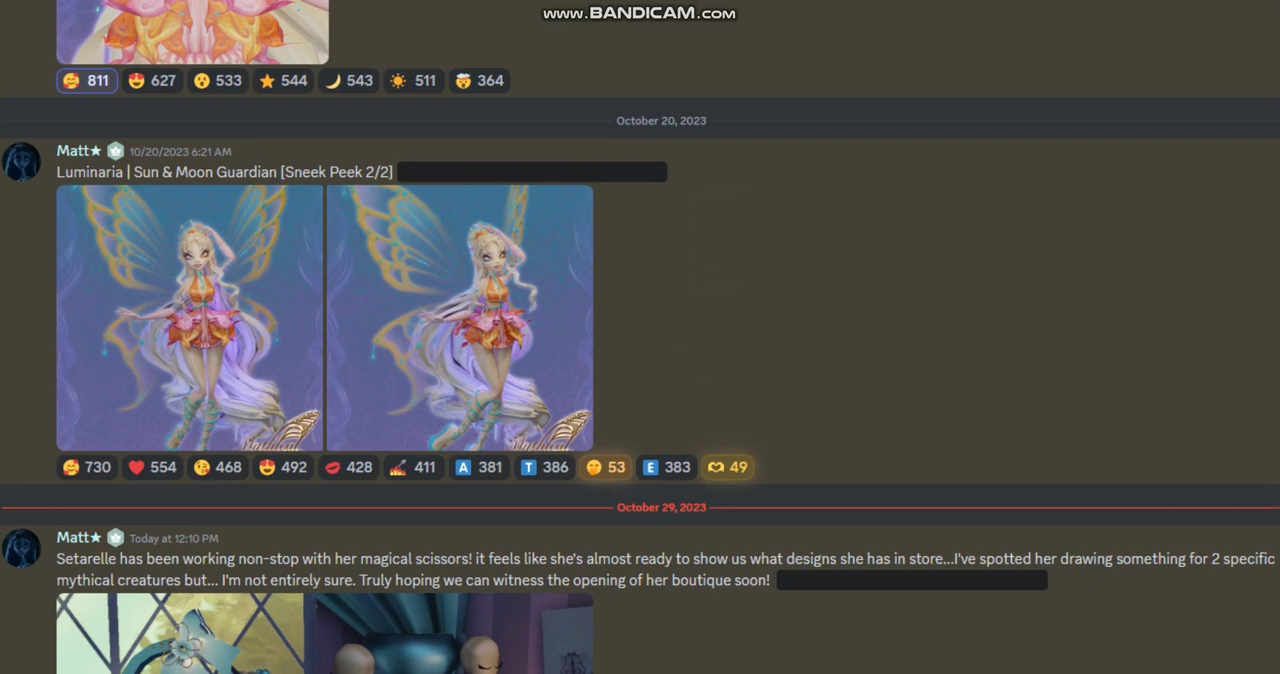 www.BANDICAM.com
811 627 533 544 543 511 364
October 20, 2023
Matt★ 10/20/2023 6:21 AM
Luminaria | Sun & Moon Guardian [Sneek Peek 2/2]
Mythical Mythical
730 554 468 492 428 411 A 381 T 386 53 E 383 49
October 29, 2023
Matt★ Today at 12:10 PM
Setarelle has been working non-stop with her magical scissors! it feels like she's almost ready to show us what designs she has in store...I've spotted her drawing something for 2 specific
mythical creatures but... I'm not entirely sure. Truly hoping we can witness the opening of her boutique soon!